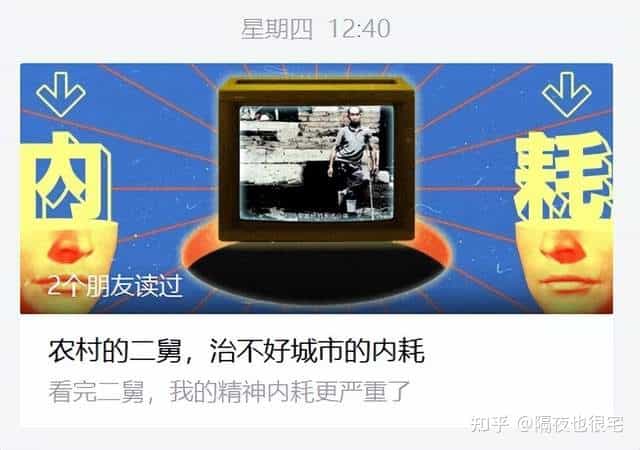 星期四 12:40
内
耗
2个朋友读过
农村的二舅，治不好城市的内耗
看完二舅，我的精神内耗更严重了
知乎 @隔夜也很宅